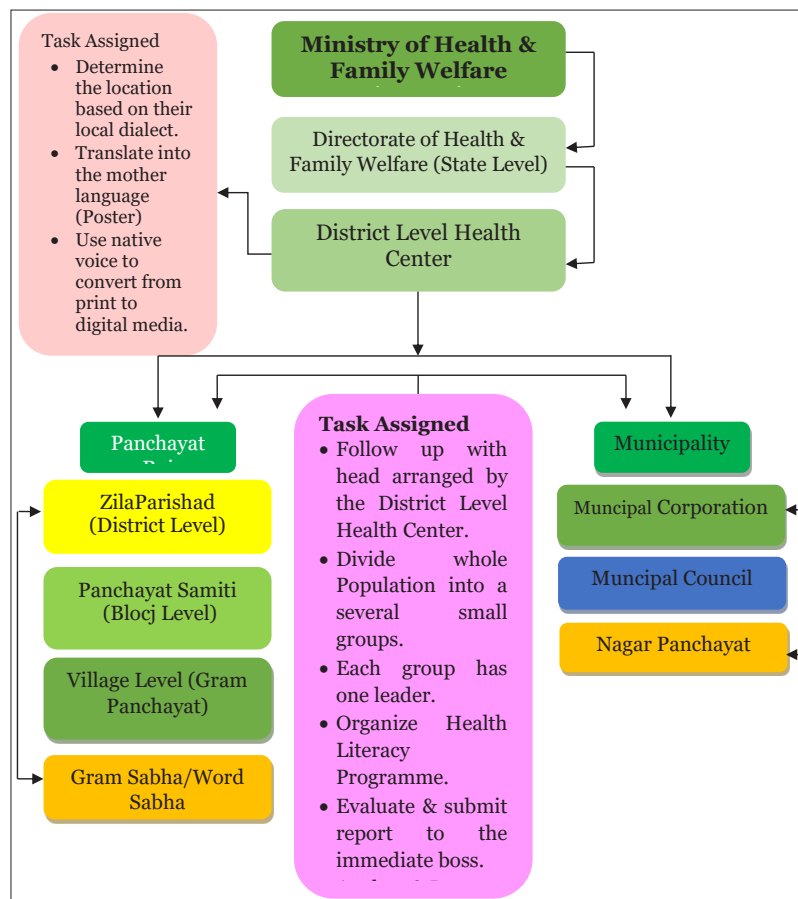 Task Assigned
• Determine
the location
based on their
local dialect.
• Translate into
the mother
language
(Poster)
• Use native
voice to
convert from
print to
digital media.
Ministry of Health &
Family Welfare
Directorate of Health &
Family Welfare (State Level)
District Level Health
Center
Panchayat
ZilaParishad
(District Level)
Panchayat Samiti
(Blocj Level)
Village Level (Gram
Panchayat)
Gram Sabha/Word
Sabha
Task Assigned
• Follow up with
head arranged by
the District Level
Health Center.
• Divide whole
Population into a
several small
groups.
• Each group has
one leader.
• Organize Health
Literacy
Programme.
• Evaluate & submit
report to the
immediate boss.
Municipality
Muncipal Corporation
Muncipal Council
Nagar Panchayat